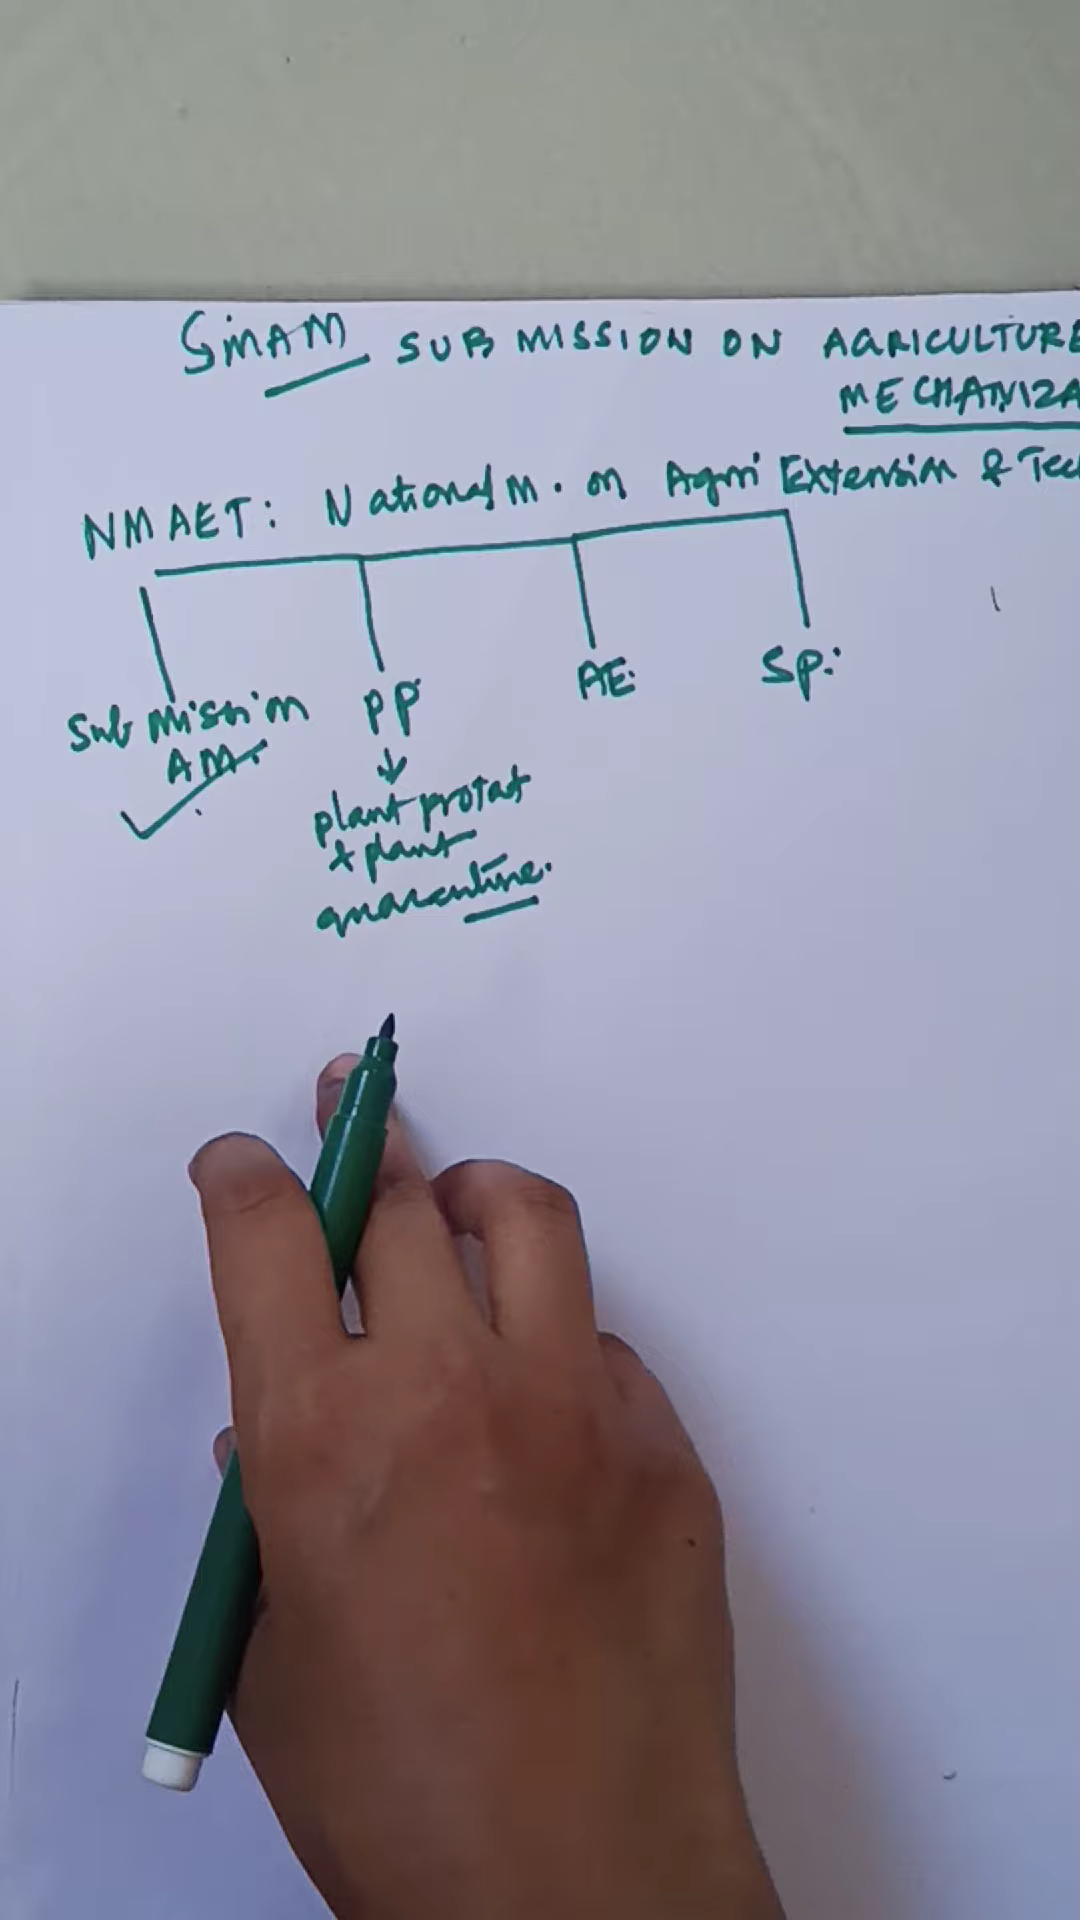 SMAM SUB MISSION ON AGRICULTURE
MECHANIZA
NMAET: National M. on Agri Extension & Tec
Sub Mission
AM.
PP
AE.
SP.
plant protat
& plant
quarantine.